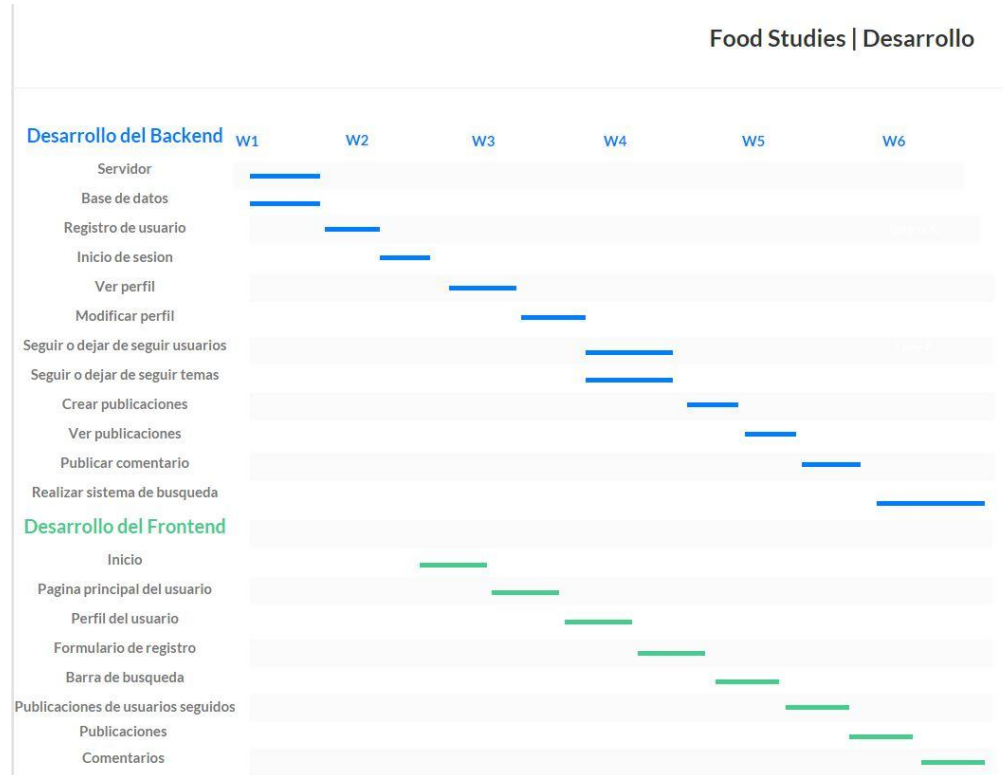 Food Studies | Desarrollo
Desarrollo del Backend W1 W2 W3 W4 W5 W6
Servidor
Base de datos
Registro de usuario
Inicio de sesion
Ver perfil
Modificar perfil
Seguir o dejar de seguir usuarios
Seguir o dejar de seguir temas
Crear publicaciones
Ver publicaciones
Publicar comentario
Realizar sistema de busqueda
Desarrollo del Frontend
Inicio
Pagina principal del usuario
Perfil del usuario
Formulario de registro
Barra de busqueda
Publicaciones de usuarios seguidos
Publicaciones
Comentarios